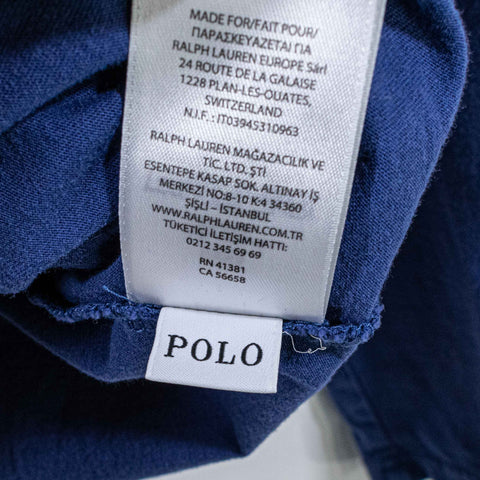 MADE FOR/FAIT POUR/
ΠΑΡΑΣΚΕΥΑΖΕΤΑΙ ΓΙΑ
RALPH LAUREN EUROPE Sàrl
24 ROUTE DE LA GALAISE
1228 PLAN-LES-OUATES,
SWITZERLAND
N.I.F.: IT03945310963
RALPH LAUREN MAĞAZACILIK VE
TİC. LTD. ŞTİ
ESENTEPE KASAP SOK. ALTINAY İŞ
MERKEZİ NO:8-10 K:4 34360
ŞİŞLİ – İSTANBUL
WWW.RALPHLAUREN.COM.TR
TÜKETİCİ İLETİŞİM HATTI:
0212 345 69 69
RN 41381
CA 56658
POLO